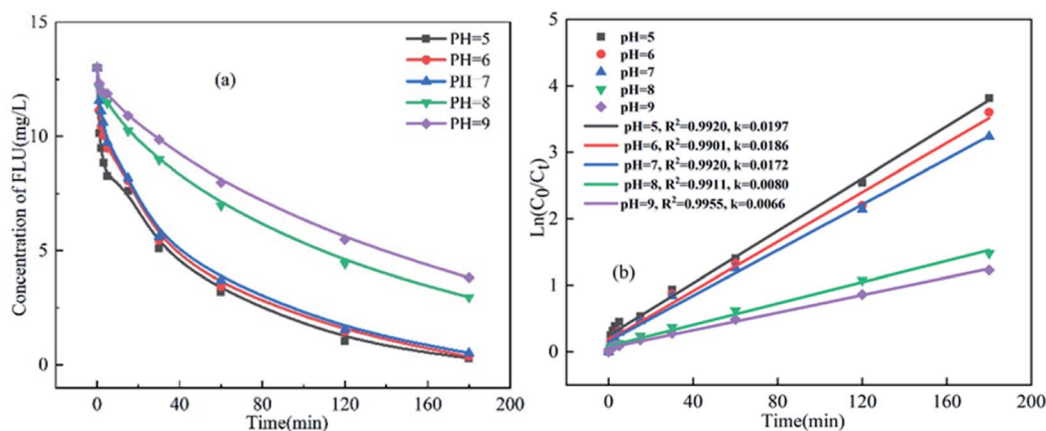 15
10
5
0
Concentration of FLU(mg/L)
(a)
PH=5
PH=6
PH=7
PH=8
PH=9
0 40 80 120 160 200
Time(min)
5
4
3
2
1
0
Ln(C0/Ct)
pH=5
pH=6
pH=7
pH=8
pH=9
pH=5, R²=0.9920, k=0.0197
pH=6, R²=0.9901, k=0.0186
pH=7, R²=0.9920, k=0.0172
pH=8, R²=0.9911, k=0.0080
pH=9, R²=0.9955, k=0.0066
(b)
0 40 80 120 160 200
Time(min)